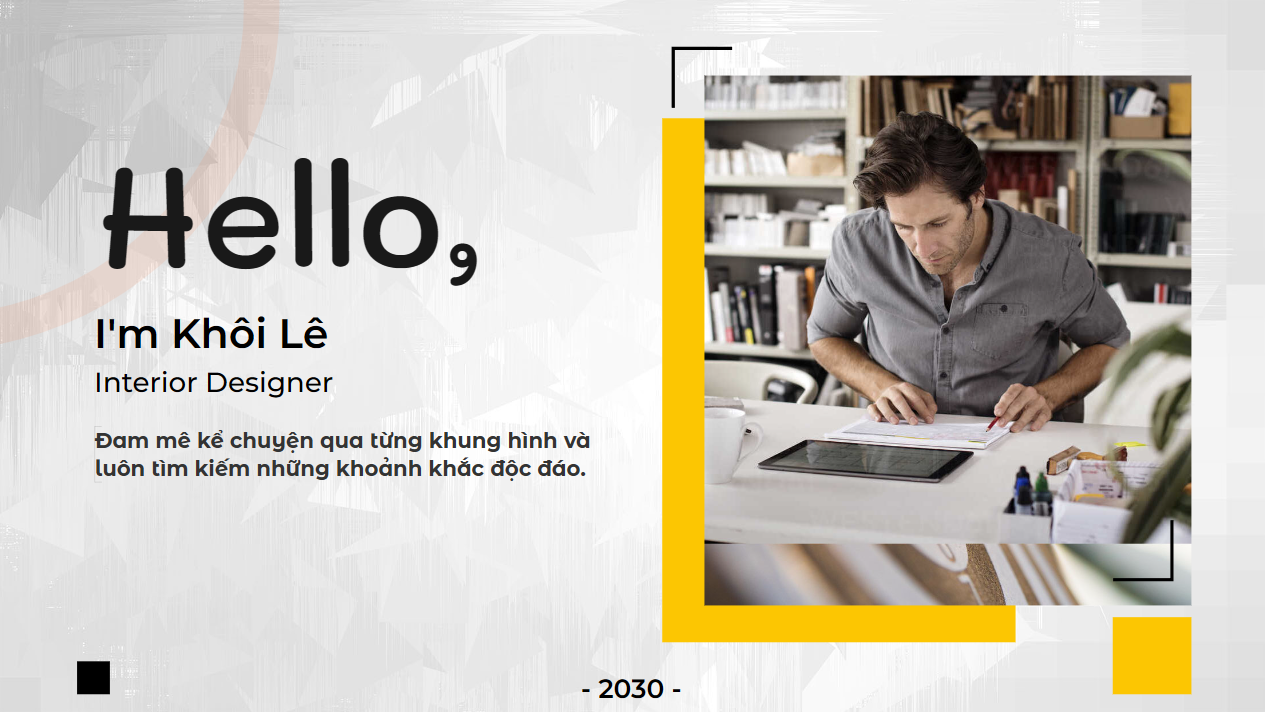 Hello,
I'm Khôi Lê
Interior Designer
Đam mê kể chuyện qua từng khung hình và
luôn tìm kiếm những khoảnh khắc độc đáo.
- 2030 -